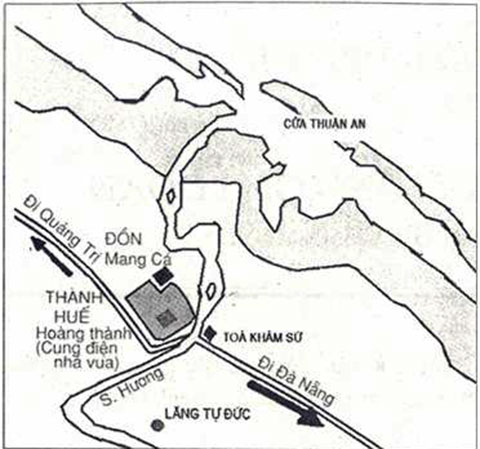 CỬA THUẬN AN
Đi Quảng Trị
ĐỒN
Mang Cá
THÀNH
HUẾ
Hoàng thành
(Cung điện
nhà vua)
TOÀ KHÂM SỨ
Đi Đà Nẵng
S. Hương
LĂNG TỰ ĐỨC